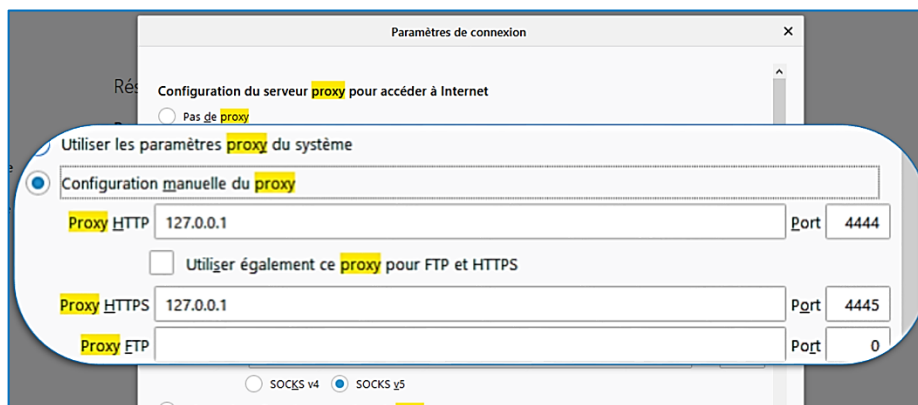 Paramètres de connexion
Rés
Configuration du serveur proxy pour accéder à Internet
Pas de proxy
Utiliser les paramètres proxy du système
Configuration manuelle du proxy
Proxy HTTP 127.0.0.1 Port 4444
Utiliser également ce proxy pour FTP et HTTPS
Proxy HTTPS 127.0.0.1 Port 4445
Proxy FTP Port 0
SOCKS v4 SOCKS v5